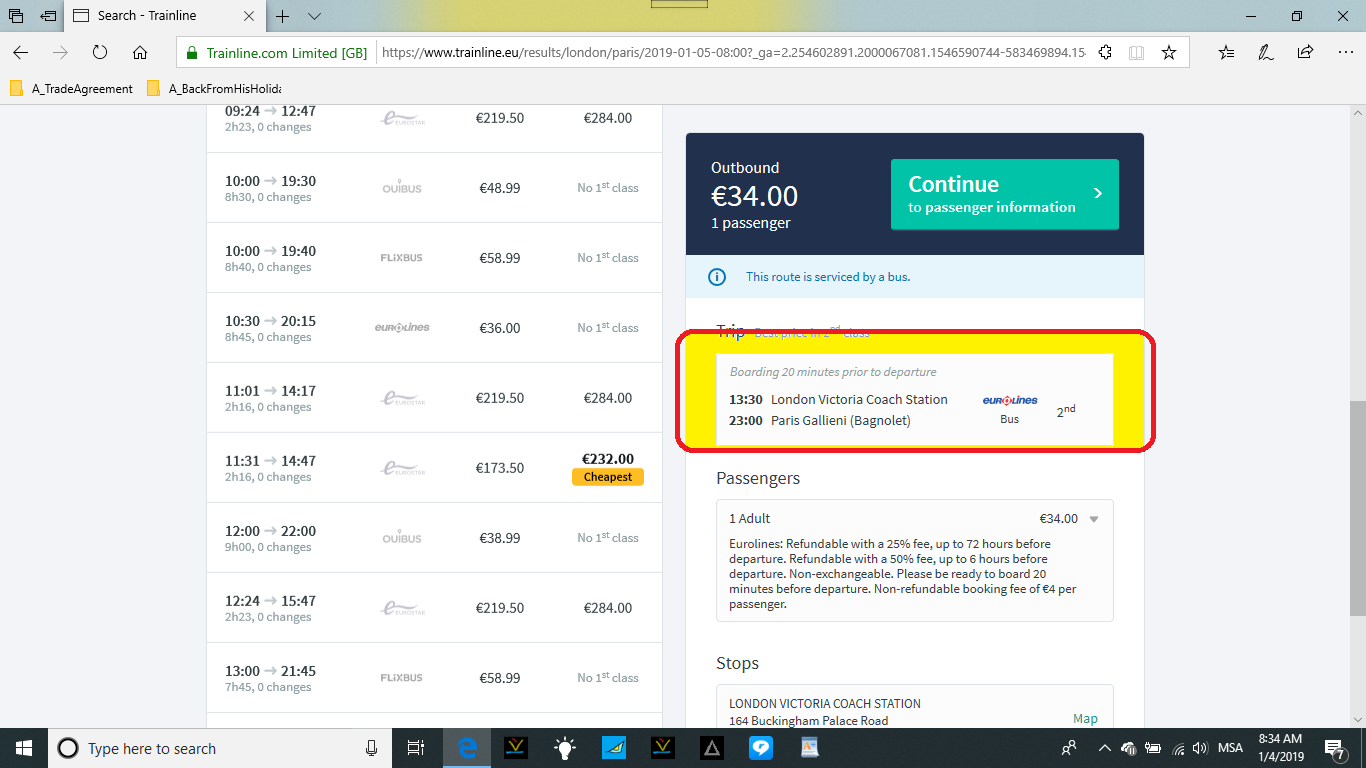 Search - Trainline
Trainline.com Limited [GB]
https://www.trainline.eu/results/london/paris/2019-01-05-08:00?_ga=2.254602891.2000067081.1546590744-583469894.15
A_TradeAgreement
A_BackFromHisHolida
09:24 → 12:47
2h23, 0 changes
EUROSTAR
€219.50
€284.00
10:00 → 19:30
8h30, 0 changes
OUIBUS
€48.99
No 1st class
10:00 → 19:40
8h40, 0 changes
FLiXBUS
€58.99
No 1st class
10:30 → 20:15
8h45, 0 changes
eurolines
€36.00
No 1st class
11:01 → 14:17
2h16, 0 changes
EUROSTAR
€219.50
€284.00
11:31 → 14:47
2h16, 0 changes
EUROSTAR
€173.50
€232.00
Cheapest
12:00 → 22:00
9h00, 0 changes
OUIBUS
€38.99
No 1st class
12:24 → 15:47
2h23, 0 changes
EUROSTAR
€219.50
€284.00
13:00 → 21:45
7h45, 0 changes
FLiXBUS
€58.99
No 1st class
Outbound
€34.00
1 passenger
Continue
to passenger information
This route is serviced by a bus.
Trip Best price in 2nd class
Boarding 20 minutes prior to departure
13:30 London Victoria Coach Station
23:00 Paris Gallieni (Bagnolet)
eurolines
Bus
2nd
Passengers
1 Adult €34.00
Eurolines: Refundable with a 25% fee, up to 72 hours before
departure. Refundable with a 50% fee, up to 6 hours before
departure. Non-exchangeable. Please be ready to board 20
minutes before departure. Non-refundable booking fee of €4 per
passenger.
Stops
LONDON VICTORIA COACH STATION
164 Buckingham Palace Road
Map
Type here to search
MSA
8:34 AM
1/4/2019
7